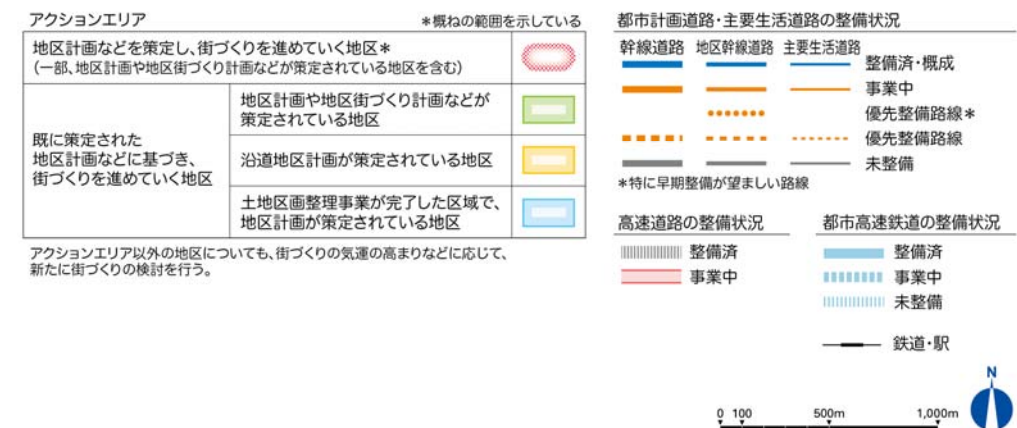 アクションエリア
*概ねの範囲を示している
地区計画などを策定し、街づくりを進めていく地区*
（一部、地区計画や地区街づくり計画などが策定されている地区を含む）
既に策定された
地区計画などに基づき、
街づくりを進めていく地区
地区計画や地区街づくり計画などが
策定されている地区
沿道地区計画が策定されている地区
土地区画整理事業が完了した区域で、
地区計画が策定されている地区
アクションエリア以外の地区についても、街づくりの気運の高まりなどに応じて、
新たに街づくりの検討を行う。
都市計画道路・主要生活道路の整備状況
幹線道路 地区幹線道路 主要生活道路
整備済・概成
事業中
優先整備路線*
優先整備路線
未整備
*特に早期整備が望ましい路線
高速道路の整備状況
整備済
事業中
都市高速鉄道の整備状況
整備済
事業中
未整備
鉄道・駅
N
0 100 500m 1,000m